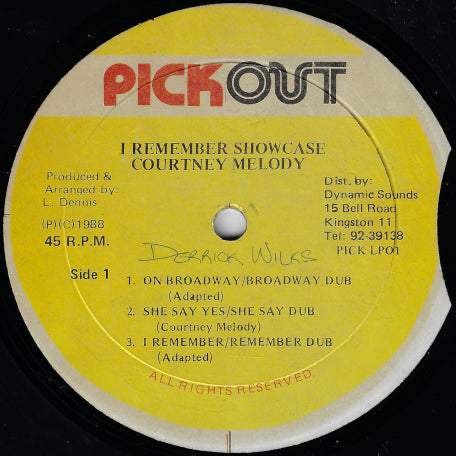 PICKOUT
I REMEMBER SHOWCASE
COURTNEY MELODY
Produced &
Arranged by:
L. Dennis
(P)(C)1988
45 R.P.M.
Side 1
Dist. by:
Dynamic Sounds
15 Bell Road
Kingston 11
Tel: 92-39138
PICK LPO1
DERRICK WILKS
1. ON BROADWAY/BROADWAY DUB
(Adapted)
2. SHE SAY YES/SHE SAY DUB
(Courtney Melody)
3. I REMEMBER/REMEMBER DUB
(Adapted)
ALL RIGHTS RESERVED